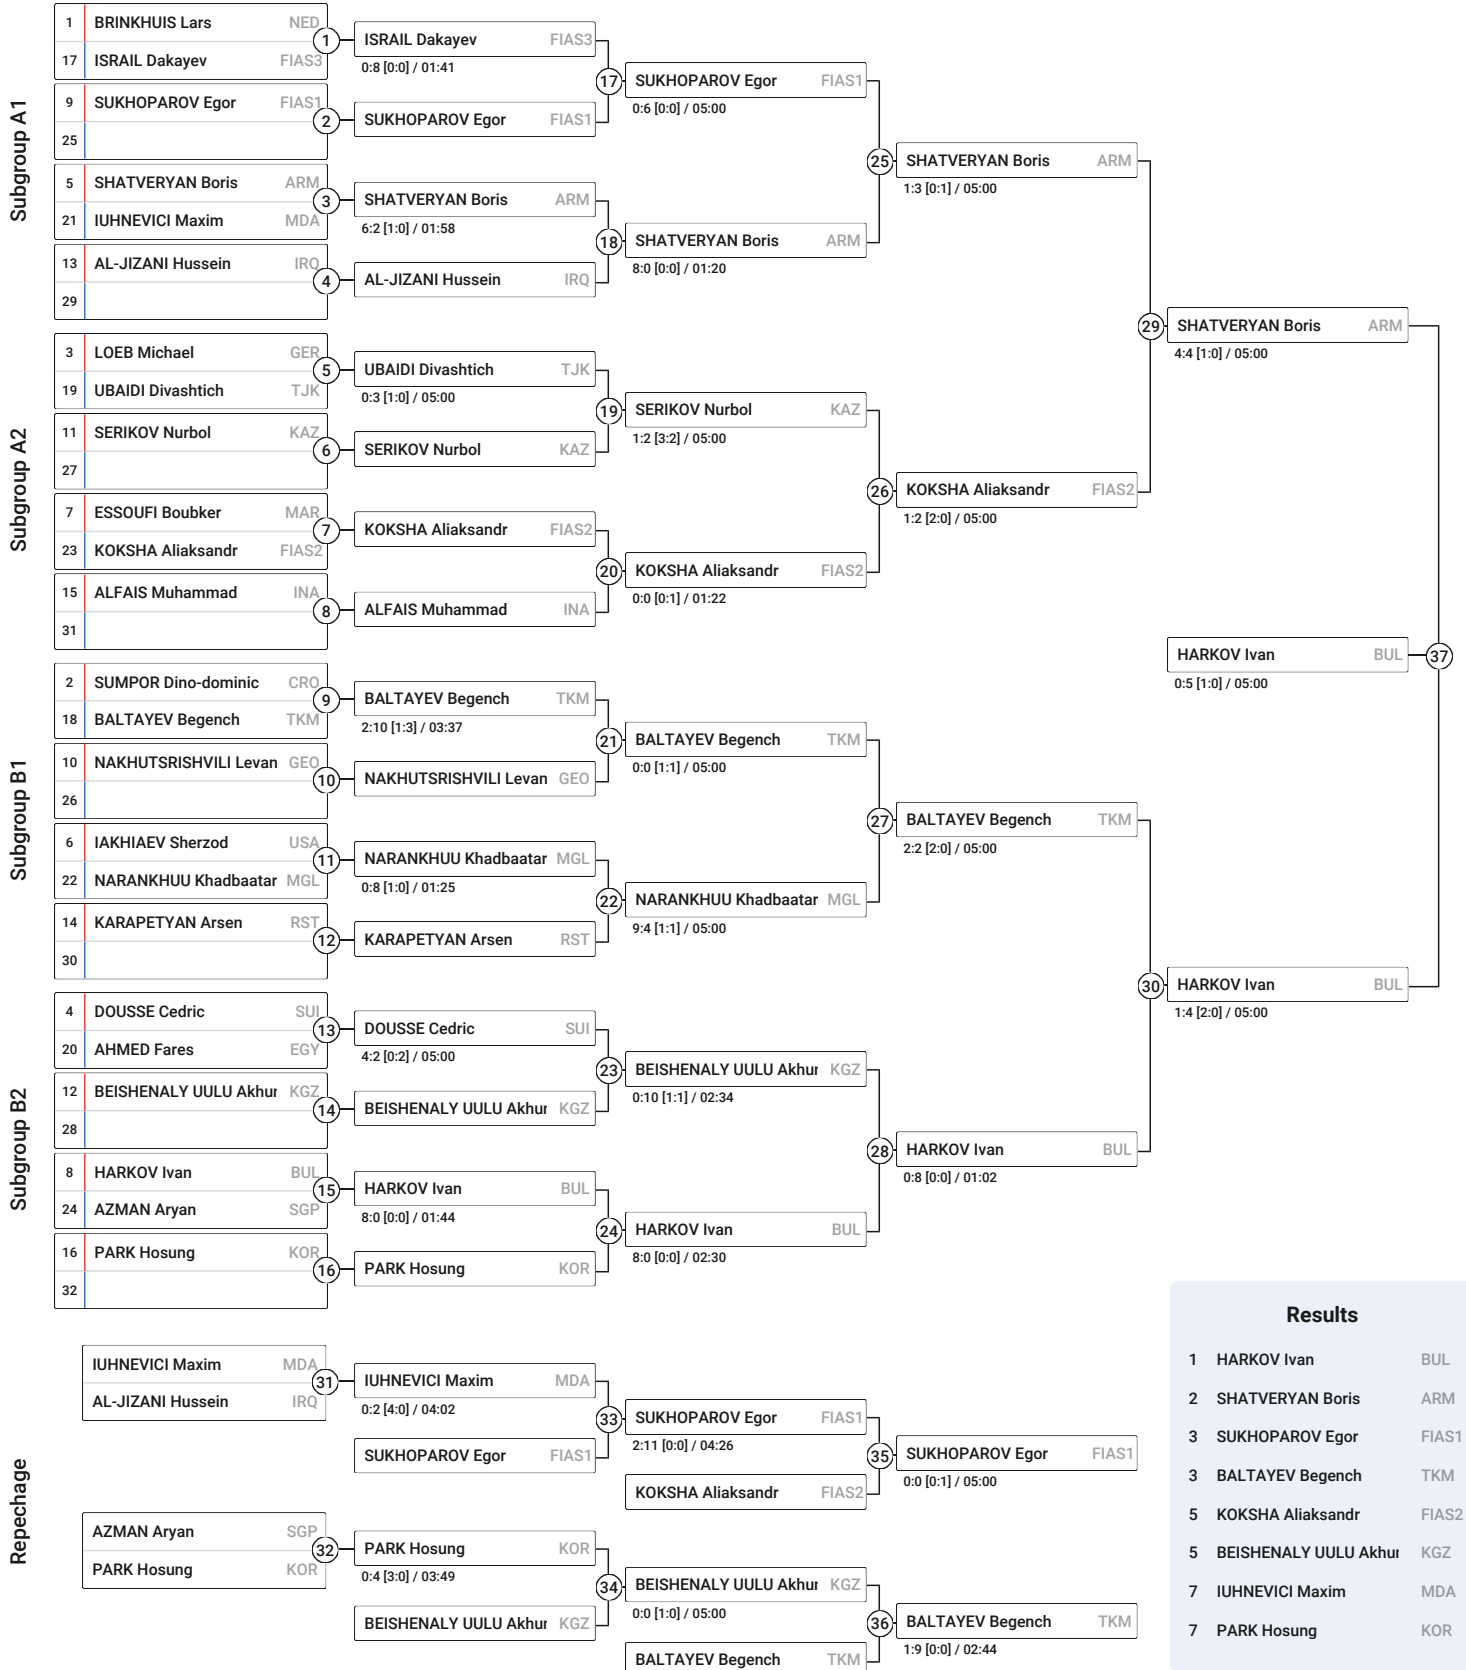 Subgroup A1
1 BRINKHUIS Lars NED
17 ISRAIL Dakayev FIAS3
1
ISRAIL Dakayev FIAS3
0:8 [0:0] / 01:41
9 SUKHOPAROV Egor FIAS1
25
2
SUKHOPAROV Egor FIAS1
17
SUKHOPAROV Egor FIAS1
0:6 [0:0] / 05:00
5 SHATVERYAN Boris ARM
21 IUHNEVICI Maxim MDA
3
SHATVERYAN Boris ARM
6:2 [1:0] / 01:58
13 AL-JIZANI Hussein IRQ
29
4
AL-JIZANI Hussein IRQ
18
SHATVERYAN Boris ARM
8:0 [0:0] / 01:20
25
SHATVERYAN Boris ARM
1:3 [0:1] / 05:00
Subgroup A2
3 LOEB Michael GER
19 UBAIDI Divashtich TJK
5
UBAIDI Divashtich TJK
0:3 [1:0] / 05:00
11 SERIKOV Nurbol KAZ
27
6
SERIKOV Nurbol KAZ
19
SERIKOV Nurbol KAZ
1:2 [3:2] / 05:00
7 ESSOUFI Boubker MAR
23 KOKSHA Aliaksandr FIAS2
7
KOKSHA Aliaksandr FIAS2
15 ALFAIS Muhammad INA
31
8
ALFAIS Muhammad INA
20
KOKSHA Aliaksandr FIAS2
0:0 [0:1] / 01:22
26
KOKSHA Aliaksandr FIAS2
1:2 [2:0] / 05:00
29
SHATVERYAN Boris ARM
4:4 [1:0] / 05:00
Subgroup B1
2 SUMPOR Dino-dominic CRO
18 BALTAYEV Begench TKM
9
BALTAYEV Begench TKM
2:10 [1:3] / 03:37
10 NAKHUTSRISHVILI Levan GEO
26
10
NAKHUTSRISHVILI Levan GEO
21
BALTAYEV Begench TKM
0:0 [1:1] / 05:00
6 IAKHIAEV Sherzod USA
22 NARANKHUU Khadbaatar MGL
11
NARANKHUU Khadbaatar MGL
0:8 [1:0] / 01:25
14 KARAPETYAN Arsen RST
30
12
KARAPETYAN Arsen RST
22
NARANKHUU Khadbaatar MGL
9:4 [1:1] / 05:00
27
BALTAYEV Begench TKM
2:2 [2:0] / 05:00
Subgroup B2
4 DOUSSE Cedric SUI
20 AHMED Fares EGY
13
DOUSSE Cedric SUI
4:2 [0:2] / 05:00
12 BEISHENALY UULU Akhur KGZ
28
14
BEISHENALY UULU Akhur KGZ
23
BEISHENALY UULU Akhur KGZ
0:10 [1:1] / 02:34
8 HARKOV Ivan BUL
24 AZMAN Aryan SGP
15
HARKOV Ivan BUL
8:0 [0:0] / 01:44
16 PARK Hosung KOR
32
16
PARK Hosung KOR
24
HARKOV Ivan BUL
8:0 [0:0] / 02:30
28
HARKOV Ivan BUL
0:8 [0:0] / 01:02
30
HARKOV Ivan BUL
1:4 [2:0] / 05:00
HARKOV Ivan BUL
37
0:5 [1:0] / 05:00
Repechage
IUHNEVICI Maxim MDA
AL-JIZANI Hussein IRQ
31
IUHNEVICI Maxim MDA
0:2 [4:0] / 04:02
SUKHOPAROV Egor FIAS1
33
SUKHOPAROV Egor FIAS1
2:11 [0:0] / 04:26
KOKSHA Aliaksandr FIAS2
35
SUKHOPAROV Egor FIAS1
0:0 [0:1] / 05:00
AZMAN Aryan SGP
PARK Hosung KOR
32
PARK Hosung KOR
0:4 [3:0] / 03:49
BEISHENALY UULU Akhur KGZ
34
BEISHENALY UULU Akhur KGZ
0:0 [1:0] / 05:00
BALTAYEV Begench TKM
36
BALTAYEV Begench TKM
1:9 [0:0] / 02:44
Results
1 HARKOV Ivan BUL
2 SHATVERYAN Boris ARM
3 SUKHOPAROV Egor FIAS1
3 BALTAYEV Begench TKM
5 KOKSHA Aliaksandr FIAS2
5 BEISHENALY UULU Akhur KGZ
7 IUHNEVICI Maxim MDA
7 PARK Hosung KOR